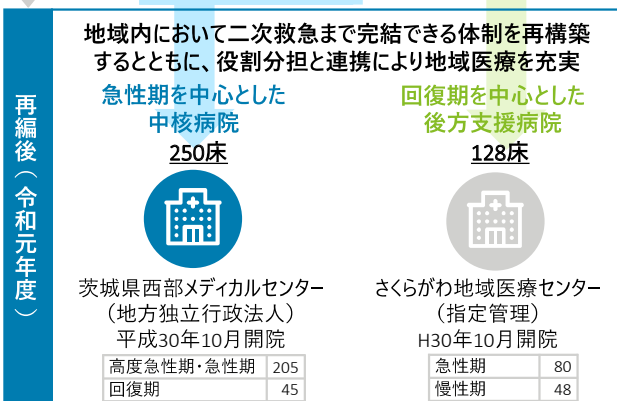 地域内において二次救急まで完結できる体制を再構築
するとともに、役割分担と連携により地域医療を充実
再編後（令和元年度）
急性期を中心とした
中核病院
250床
茨城県西部メディカルセンター
（地方独立行政法人）
平成30年10月開院
高度急性期・急性期 205
回復期 45
回復期を中心とした
後方支援病院
128床
さくらがわ地域医療センター
（指定管理）
H30年10月開院
急性期 80
慢性期 48